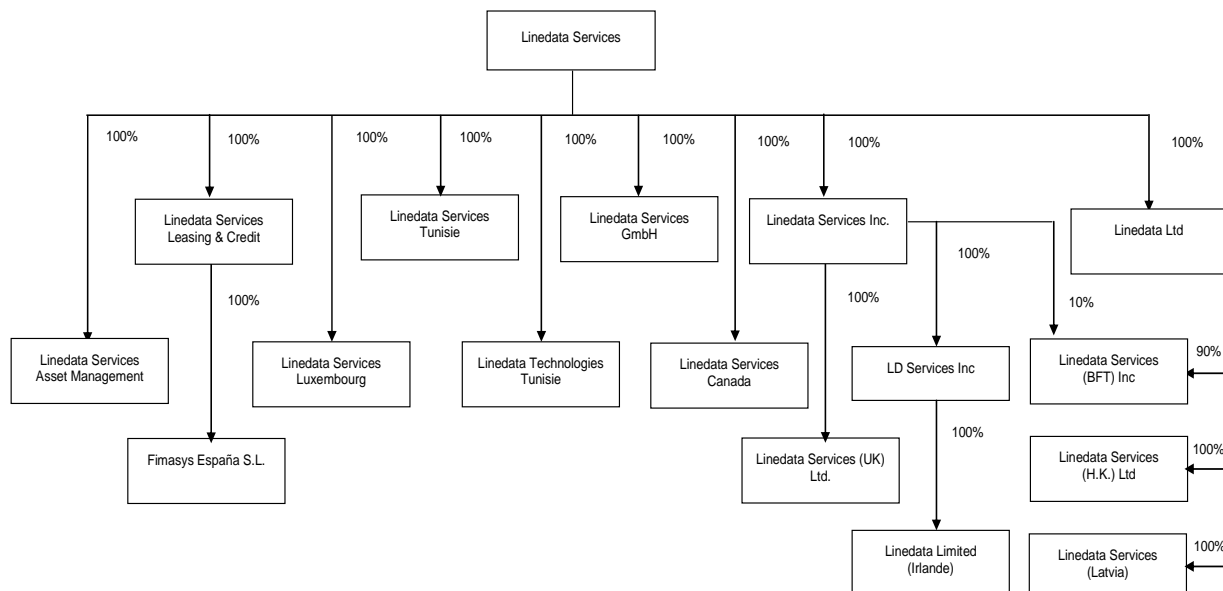 Linedata Services
100%
100%
100%
100%
100%
100%
100%
100%
100%
Linedata Services
Leasing & Credit
Linedata Services
Tunisie
Linedata Services
GmbH
Linedata Services Inc.
Linedata Ltd
100%
100%
100%
10%
Linedata Services
Asset Management
Linedata Services
Luxembourg
Linedata Technologies
Tunisie
Linedata Services
Canada
LD Services Inc
Linedata Services
(BFT) Inc
90%
100%
Fimasys España S.L.
Linedata Services (UK)
Ltd.
Linedata Services
(H.K.) Ltd
100%
Linedata Limited
(Irlande)
Linedata Services
(Latvia)
100%